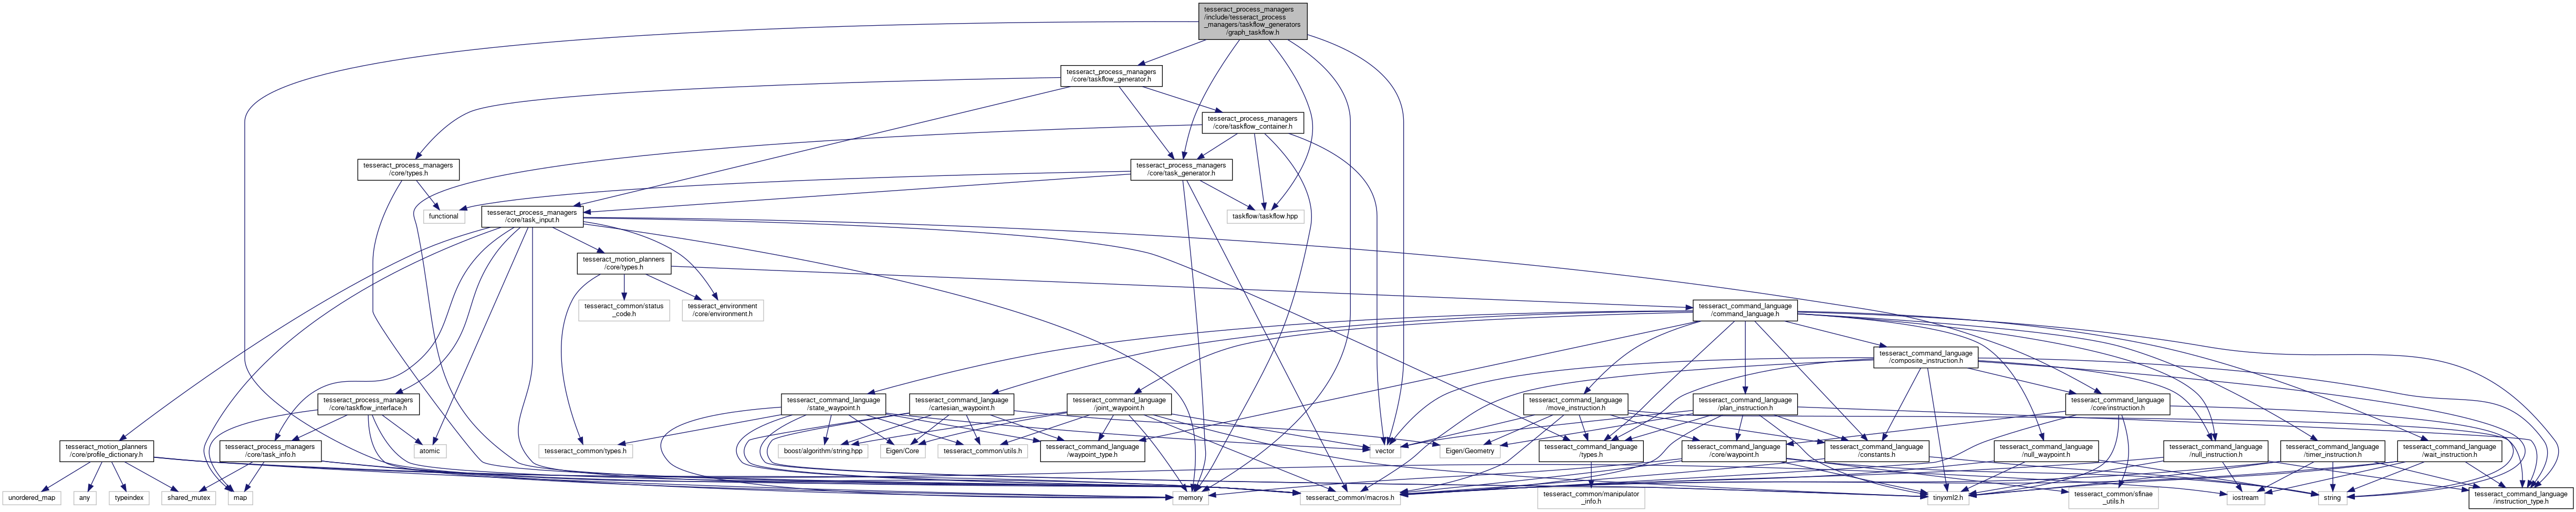 tesseract_process_managers
/include/tesseract_process
_managers/taskflow_generators
/graph_taskflow.h
tesseract_process_managers
/core/taskflow_generator.h
tesseract_process_managers
/core/taskflow_container.h
tesseract_process_managers
/core/types.h
tesseract_process_managers
/core/task_generator.h
functional
tesseract_process_managers
/core/task_input.h
taskflow/taskflow.hpp
tesseract_motion_planners
/core/types.h
tesseract_common/status
_code.h
tesseract_environment
/core/environment.h
tesseract_command_language
/command_language.h
tesseract_command_language
/composite_instruction.h
tesseract_process_managers
/core/taskflow_interface.h
tesseract_command_language
/state_waypoint.h
tesseract_command_language
/cartesian_waypoint.h
tesseract_command_language
/joint_waypoint.h
tesseract_command_language
/move_instruction.h
tesseract_command_language
/plan_instruction.h
tesseract_command_language
/core/instruction.h
tesseract_motion_planners
/core/profile_dictionary.h
tesseract_process_managers
/core/task_info.h
atomic
tesseract_common/types.h
boost/algorithm/string.hpp
Eigen/Core
tesseract_common/utils.h
tesseract_command_language
/waypoint_type.h
vector
Eigen/Geometry
tesseract_command_language
/types.h
tesseract_command_language
/core/waypoint.h
tesseract_command_language
/constants.h
tesseract_command_language
/null_waypoint.h
tesseract_command_language
/null_instruction.h
tesseract_command_language
/timer_instruction.h
tesseract_command_language
/wait_instruction.h
unordered_map
any
typeindex
shared_mutex
map
memory
tesseract_common/macros.h
tesseract_common/manipulator
_info.h
tinyxml2.h
tesseract_common/sfinae
_utils.h
iostream
string
tesseract_command_language
/instruction_type.h